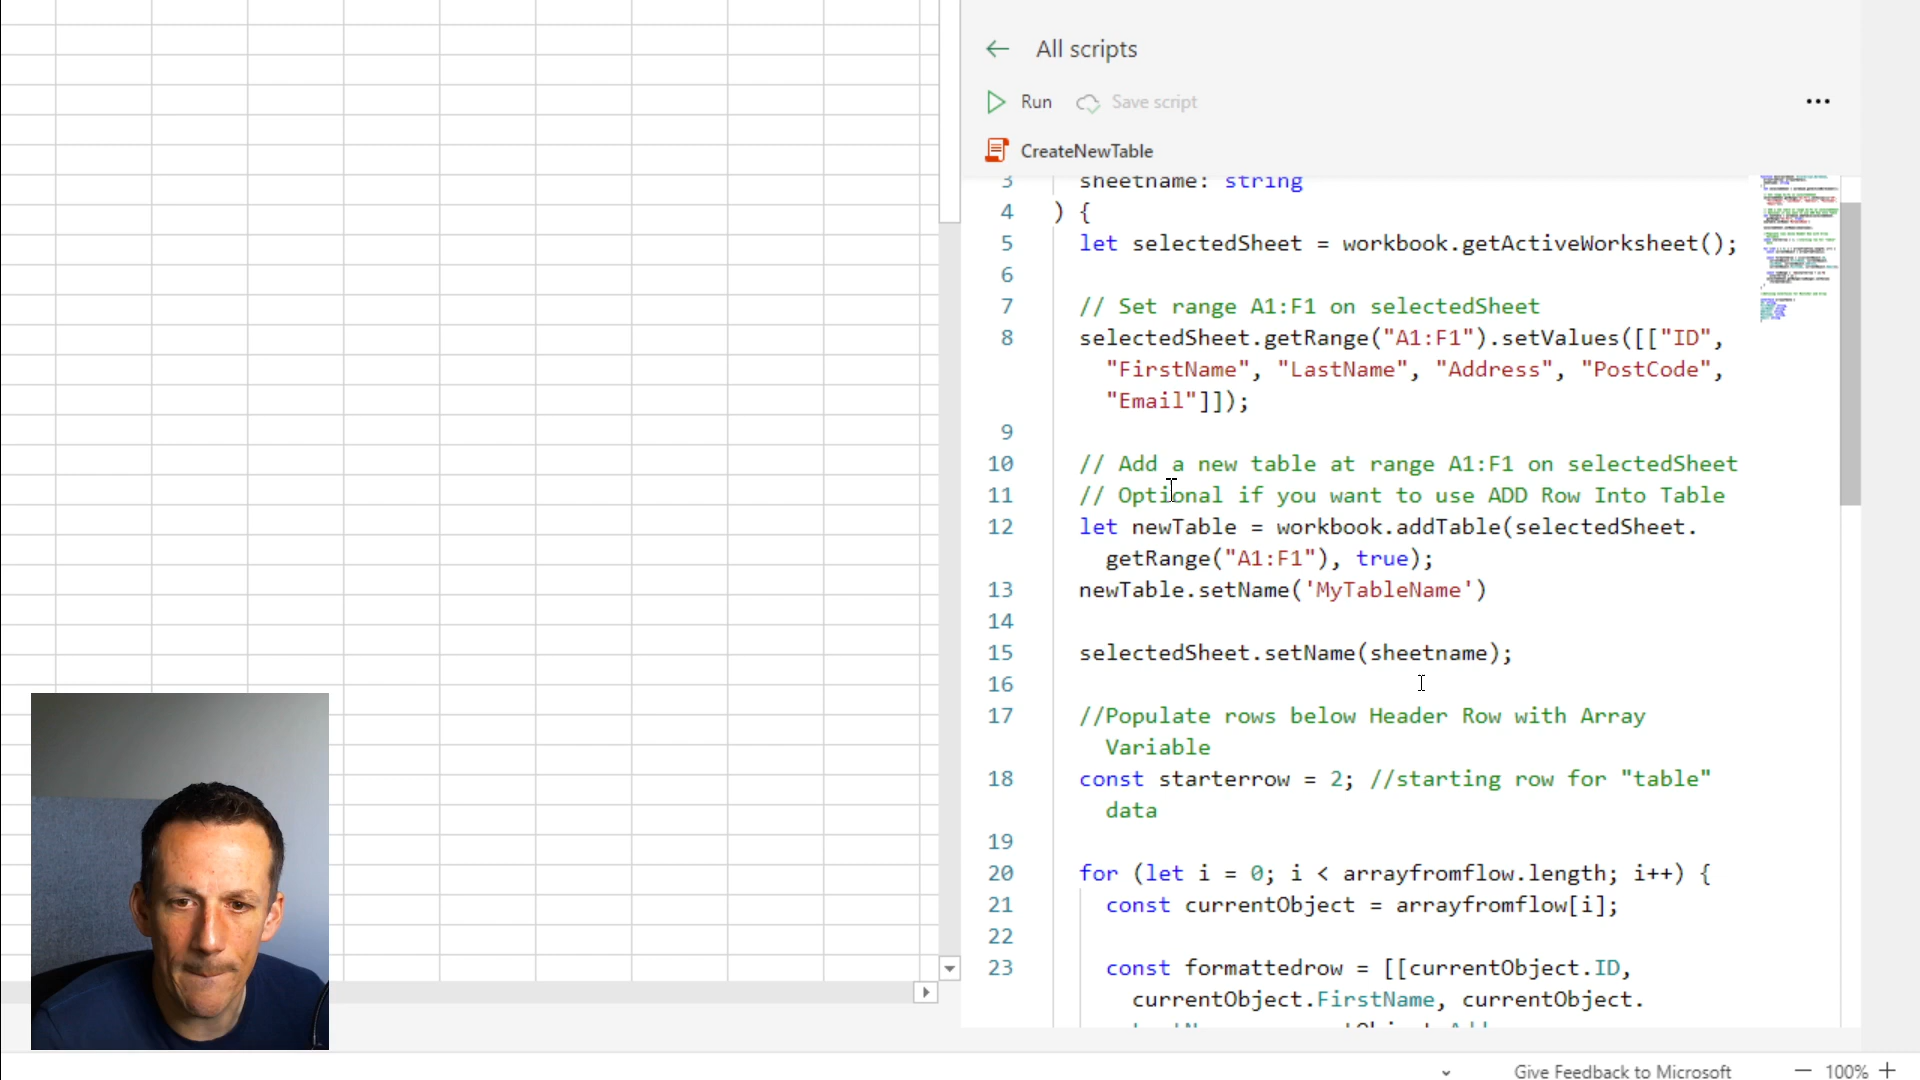 All scripts
Run Save script
CreateNewTable
3 sheetname: string
4 ) {
5 let selectedSheet = workbook.getActiveWorksheet();
6
7 // Set range A1:F1 on selectedSheet
8 selectedSheet.getRange("A1:F1").setValues([["ID",
"FirstName", "LastName", "Address", "PostCode",
"Email"]]);
9
10 // Add a new table at range A1:F1 on selectedSheet
11 // Optional if you want to use ADD Row Into Table
12 let newTable = workbook.addTable(selectedSheet.
getRange("A1:F1"), true);
13 newTable.setName('MyTableName')
14
15 selectedSheet.setName(sheetname);
16
17 //Populate rows below Header Row with Array
Variable
18 const starterrow = 2; //starting row for "table"
data
19
20 for (let i = 0; i < arrayfromflow.length; i++) {
21 const currentObject = arrayfromflow[i];
22
23 const formattedrow = [[currentObject.ID,
currentObject.FirstName, currentObject.
Give Feedback to Microsoft 100%